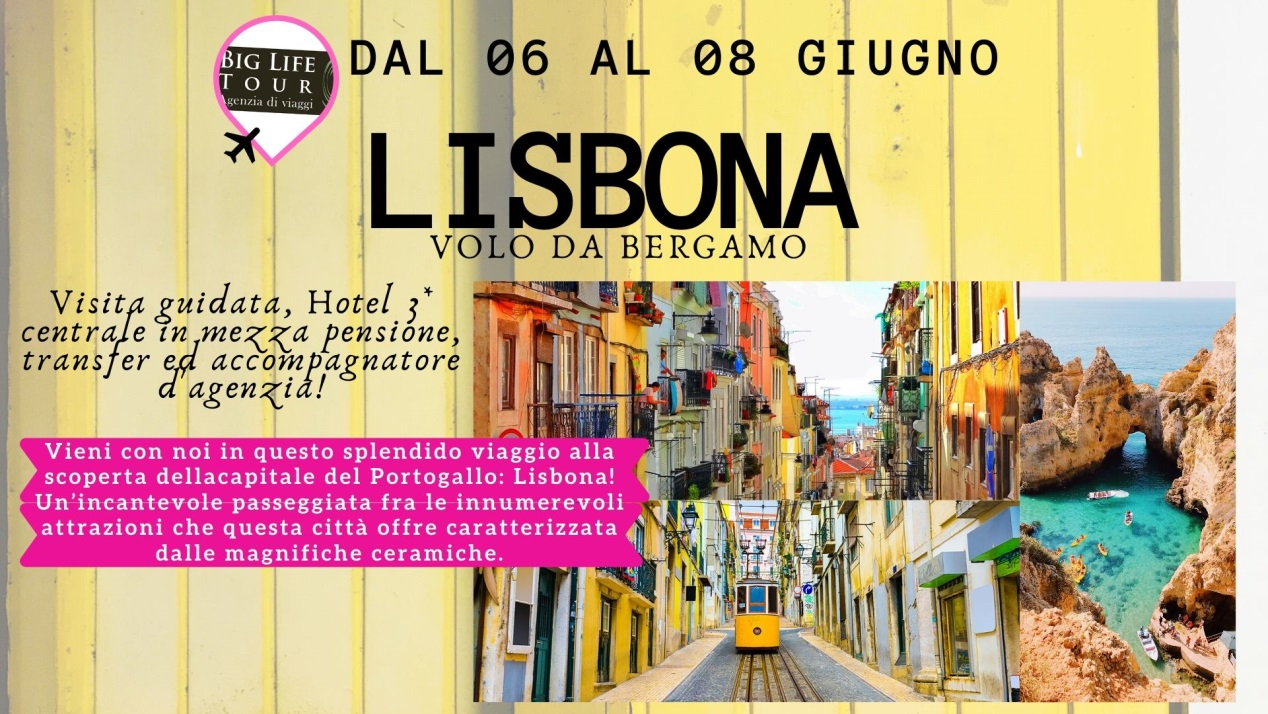 BIG LIFE
TOUR
Agenzia di viaggi
DAL 06 AL 08 GIUGNO
LISBONA
VOLO DA BERGAMO
Visita guidata, Hotel 3*
centrale in mezza pensione,
transfer ed accompagnatore
d'agenzia!
Vieni con noi in questo splendido viaggio alla
scoperta dellacapitale del Portogallo: Lisbona!
Un'incantevole passeggiata fra le innumerevoli
attrazioni che questa città offre caratterizzata
dalle magnifiche ceramiche.